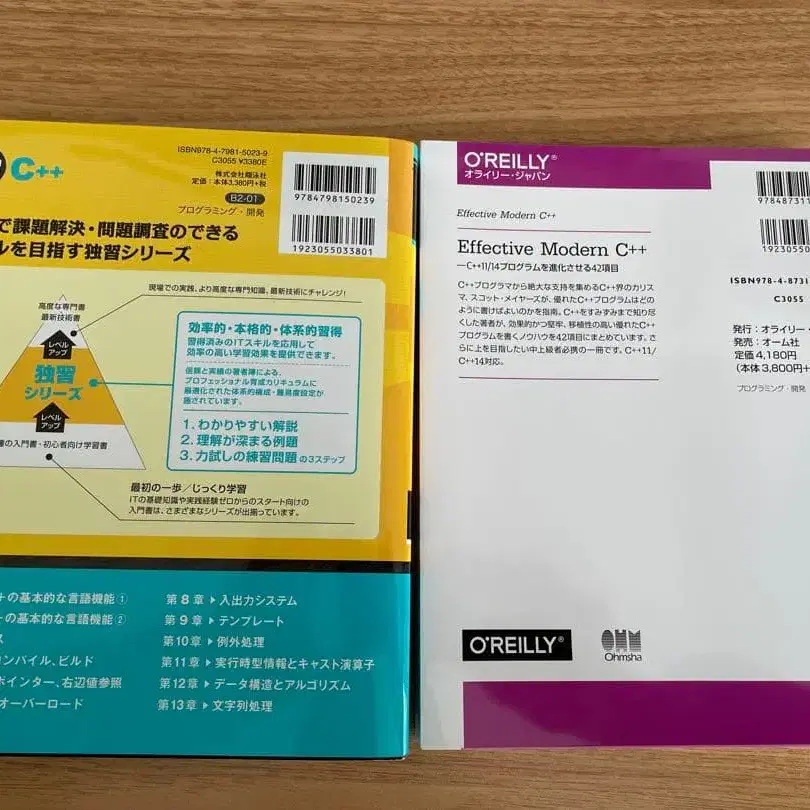 C++
ISBN978-4-7981-5023-9
C3055 ¥3380E
株式会社翔泳社
定価:本体3,380円+税
B2-01
プログラミング・開発
9784798150239
1923055033801
で課題解決・問題調査のできる
ルを目指す独習シリーズ
現場での実践、より高度な専門知識、最新技術にチャレンジ!
高度な専門書
最新技術書
レベル
アップ
独習
シリーズ
レベル
アップ
の入門書・初心者向け学習書
効率的・本格的・体系的習得
習得済みのITスキルを応用して
効率の高い学習効果を提供できます。
信頼と実績の著者陣による、
プロフェッショナル育成カリキュラムに
最適化された体系的構成・難易度設定が
施されています。
1. わかりやすい解説
2. 理解が深まる例題
3. 力試しの練習問題の3ステップ
最初の一歩/じっくり学習
ITの基礎知識や実践経験ゼロからのスタート向けの
入門書は、さまざまなシリーズが出揃っています。
+の基本的な言語機能①
+の基本的な言語機能②
ス
ンパイル、ビルド
ポインター、右辺値参照
オーバーロード
第8章 ▶ 入出力システム
第9章 ▶ テンプレート
第10章 ▶ 例外処理
第11章 ▶ 実行時型情報とキャスト演算子
第12章 ▶ データ構造とアルゴリズム
第13章 ▶ 文字列処理
O'REILLY®
オライリー・ジャパン
Effective Modern C++
Effective Modern C++
―C++11/14プログラムを進化させる42項目
C++プログラマから絶大な支持を集めるC++界のカリス
マ、スコット・メイヤーズが、優れたC++プログラムはどの
ように書けばよいのかを指南。C++をすみずみまで知り尽
くした著者が、効果的かつ堅牢、移植性の高い優れたC++
プログラムを書くノウハウを42項目にまとめています。さら
に上を目指したい中上級者必携の一冊です。C++11/
C++14対応。
978487311
1923055
ISBN978-4-8731
C3055
発行:オライリー・
発売:オーム社
定価4,180円
(本体3,800円+
プログラミング・開発
O'REILLY®
OHM
Ohmsha